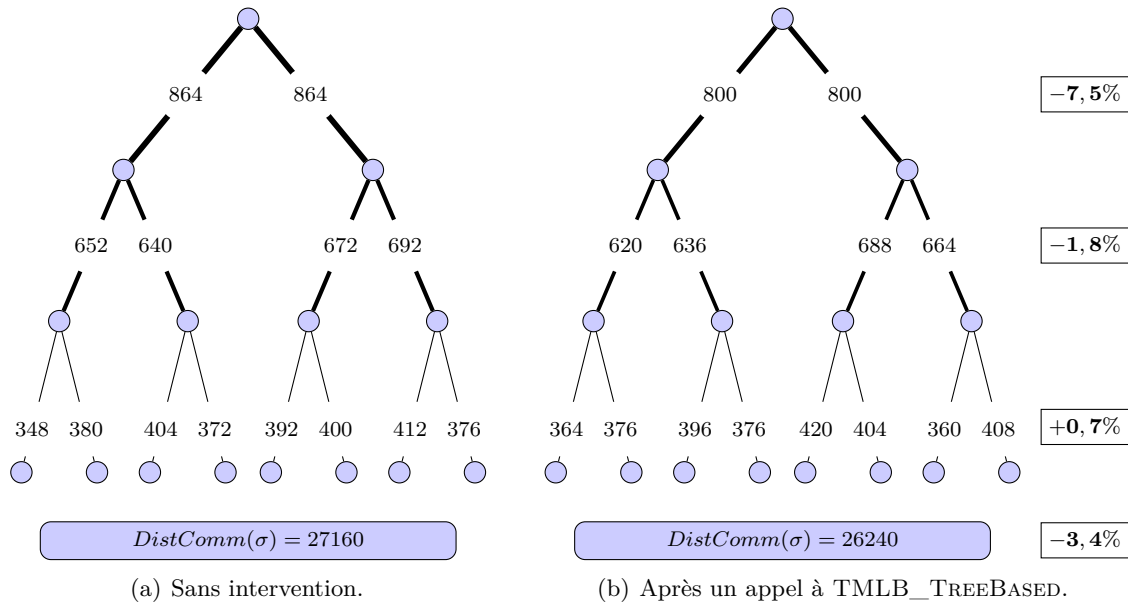 864 864 800 800 −7,5%
652 640 672 692 620 636 688 664 −1,8%
348 380 404 372 392 400 412 376 364 376 396 376 420 404 360 408 +0,7%
DistComm(σ) = 27160 DistComm(σ) = 26240 −3,4%
(a) Sans intervention. (b) Après un appel à TMLB_TREEBASED.